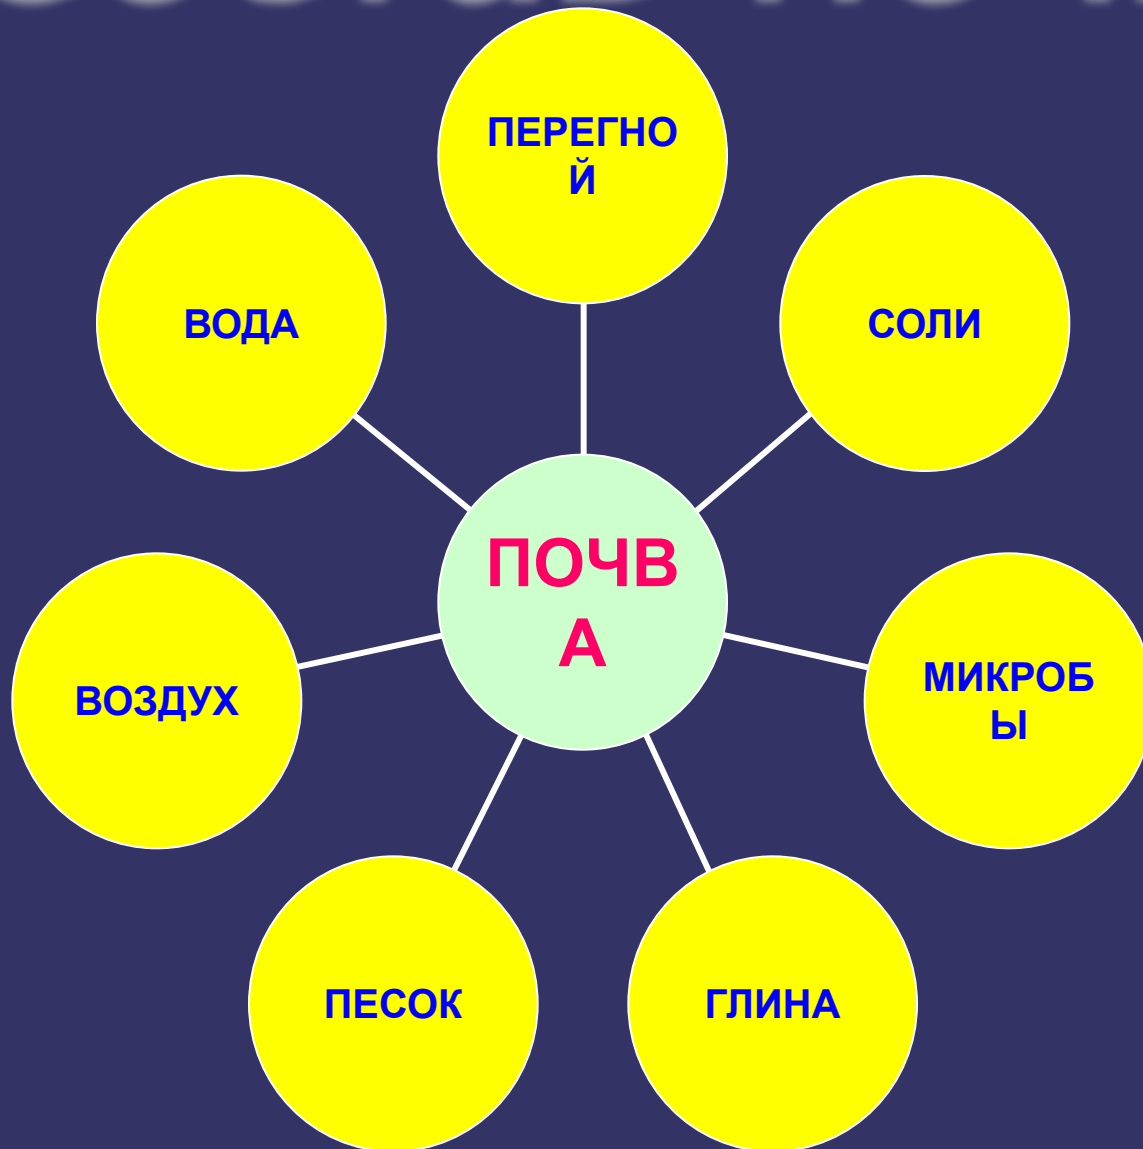 ПЕРЕГНО
Й
ВОДА
СОЛИ
ПОЧВ
А
МИКРОБ
Ы
ВОЗДУХ
ПЕСОК
ГЛИНА